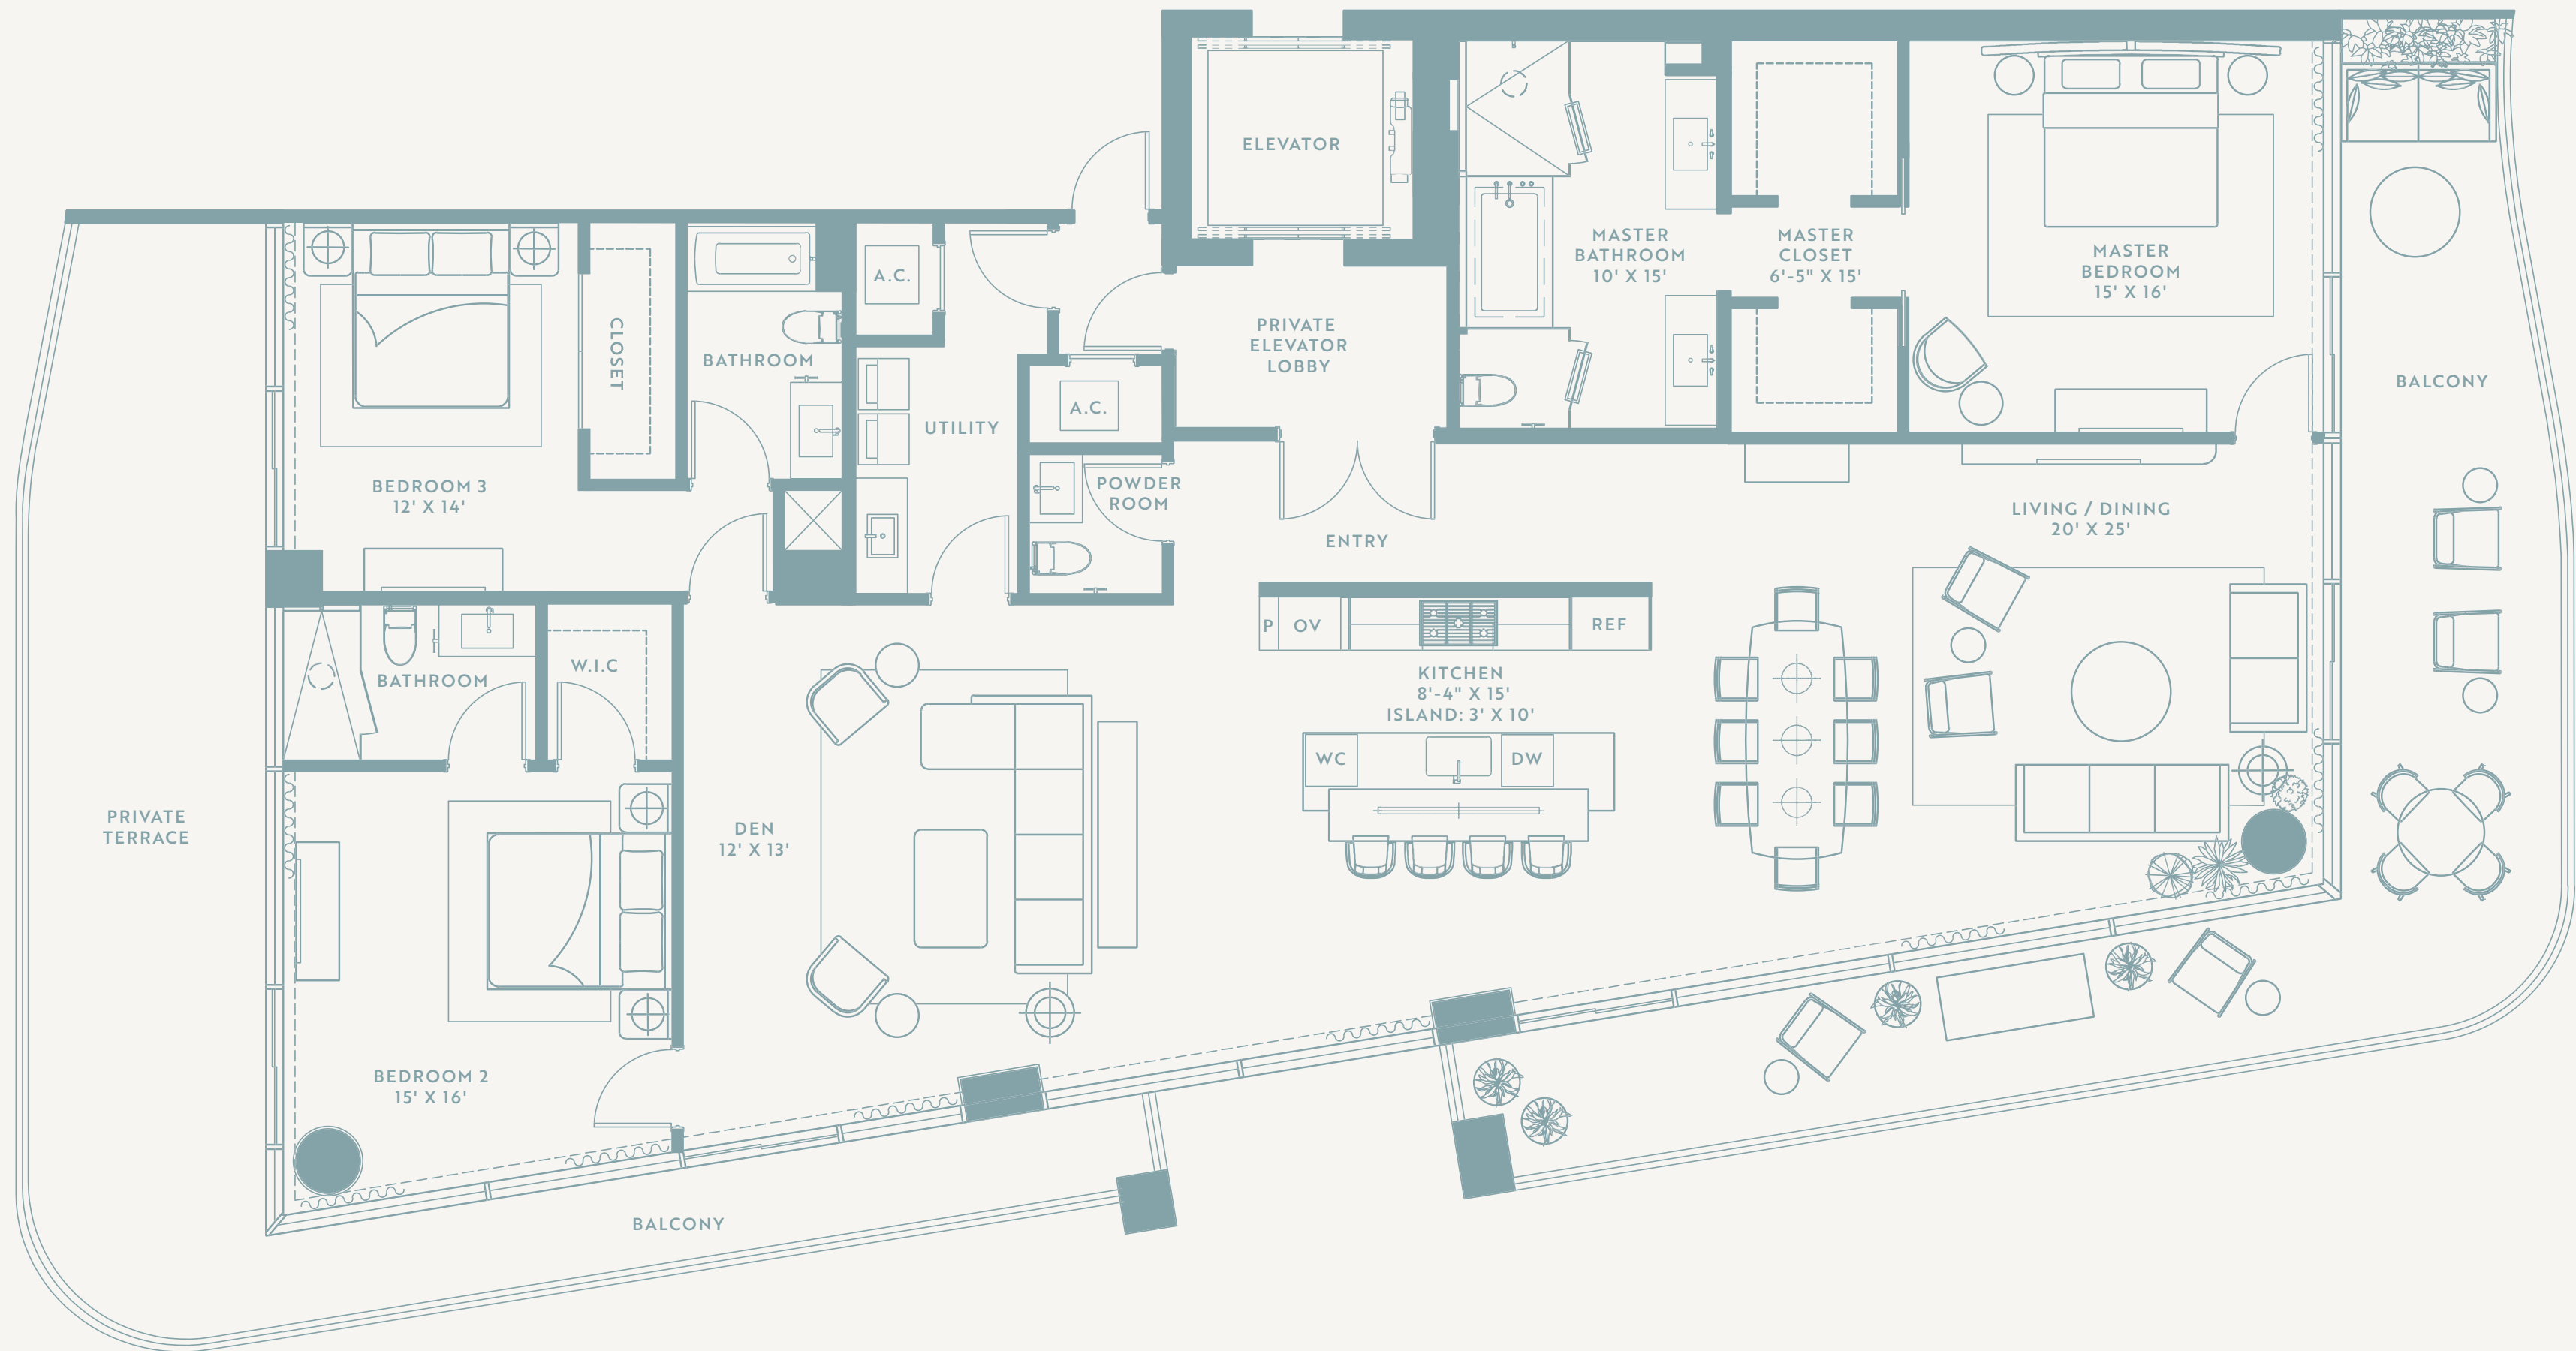 ELEVATOR
A.C.
CLOSET
BATHROOM
UTILITY
A.C.
PRIVATE
ELEVATOR
LOBBY
MASTER
BATHROOM
10' X 15'
MASTER
CLOSET
6'-5" X 15'
MASTER
BEDROOM
15' X 16'
BALCONY
BEDROOM 3
12' X 14'
POWDER
ROOM
ENTRY
LIVING / DINING
20' X 25'
BATHROOM
W.I.C
P
OV
REF
KITCHEN
8'-4" X 15'
ISLAND: 3' X 10'
WC
DW
PRIVATE
TERRACE
DEN
12' X 13'
BEDROOM 2
15' X 16'
BALCONY